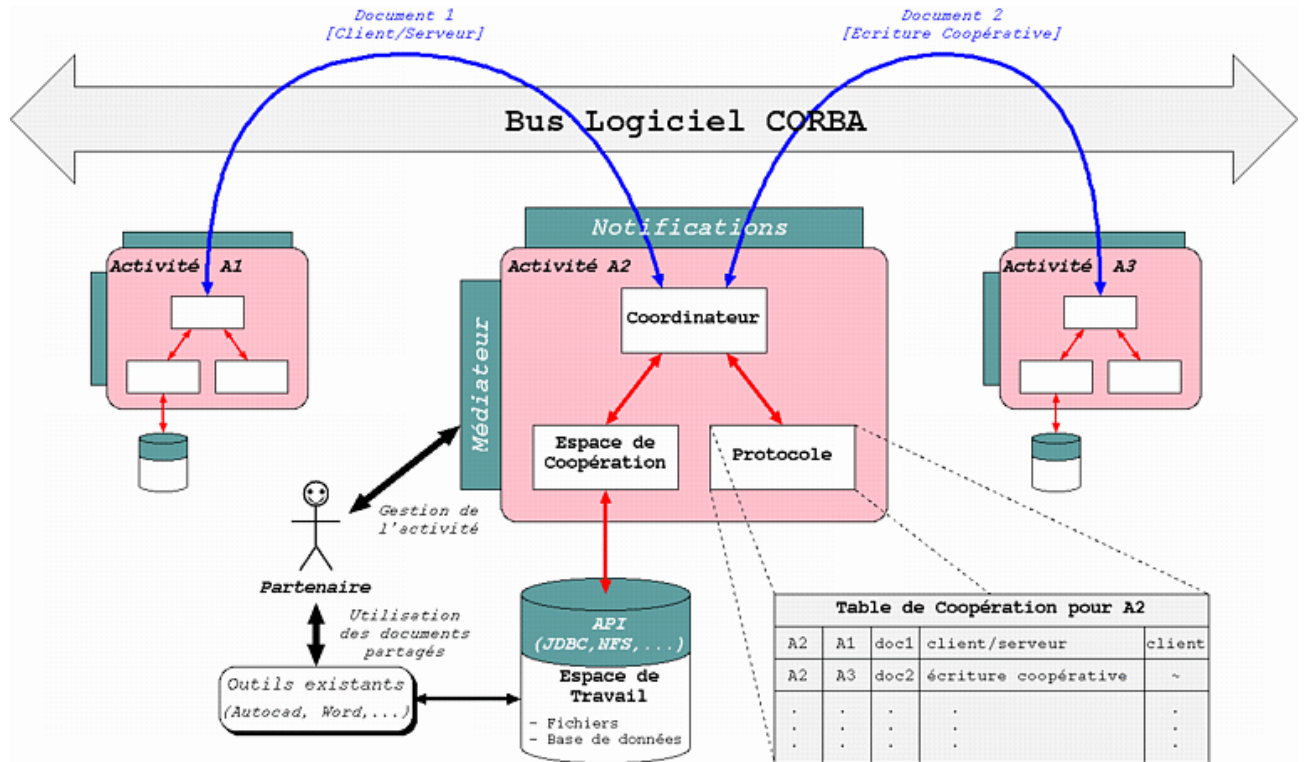 Document 1
[Client/Serveur]
Document 2
[Ecriture Coopérative]
Bus Logiciel CORBA
Notifications
Activité A1
Activité A2
Activité A3
Médiateur
Coordinateur
Espace de
Coopération
Protocole
Gestion de
l'activité
Partenaire
Utilisation
des documents
partagés
Outils existants
(Autocad, Word,...)
API
(JDBC,NFS,...)
Espace de
Travail
- Fichiers
- Base de données
Table de Coopération pour A2
A2 A1 doc1 client/serveur client
A2 A3 doc2 écriture coopérative ~
. . . . .
. . . . .
. . . . .